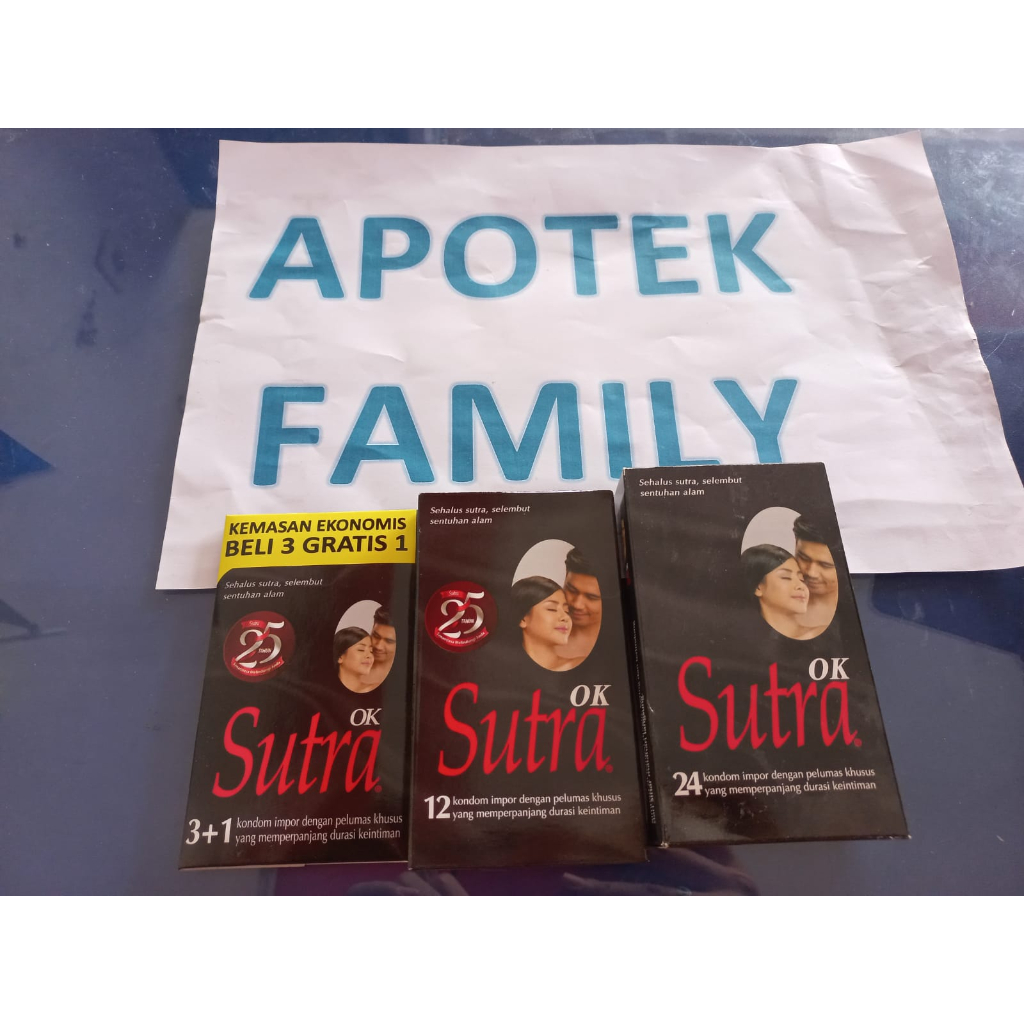 APOTEK
FAMILY
KEMASAN EKONOMIS
BELI 3 GRATIS 1
Sehalus sutra, selembut
sentuhan alam
25
TAHUN
OK
Sutra
3+1 kondom impor dengan pelumas khusus
yang memperpanjang durasi keintiman
Sehalus sutra, selembut
sentuhan alam
25
TAHUN
OK
Sutra
12 kondom impor dengan pelumas khusus
yang memperpanjang durasi keintiman
Sehalus sutra, selembut
sentuhan alam
OK
Sutra
24 kondom impor dengan pelumas khusus
yang memperpanjang durasi keintiman